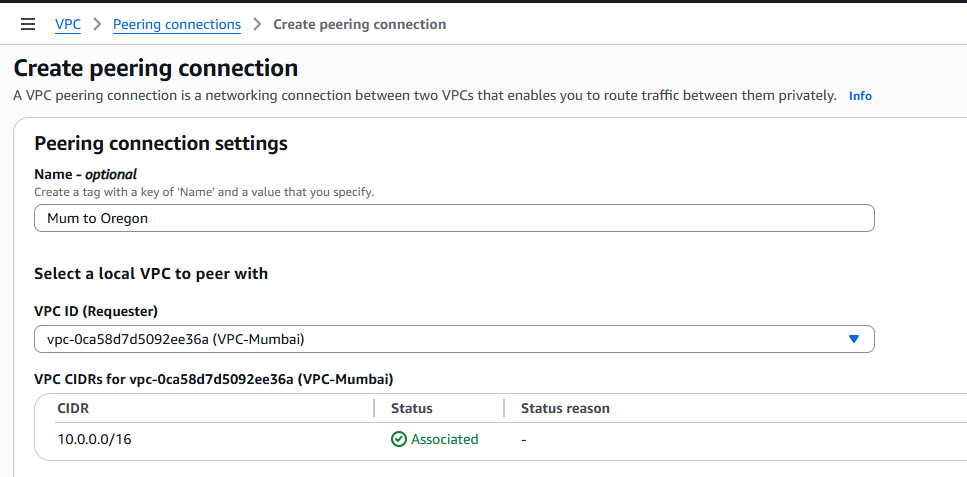 VPC > Peering connections > Create peering connection
Create peering connection
A VPC peering connection is a networking connection between two VPCs that enables you to route traffic between them privately. Info
Peering connection settings
Name - optional
Create a tag with a key of 'Name' and a value that you specify.
Mum to Oregon
Select a local VPC to peer with
VPC ID (Requester)
vpc-0ca58d7d5092ee36a (VPC-Mumbai)
VPC CIDRs for vpc-0ca58d7d5092ee36a (VPC-Mumbai)
CIDR Status Status reason
10.0.0.0/16 Associated -